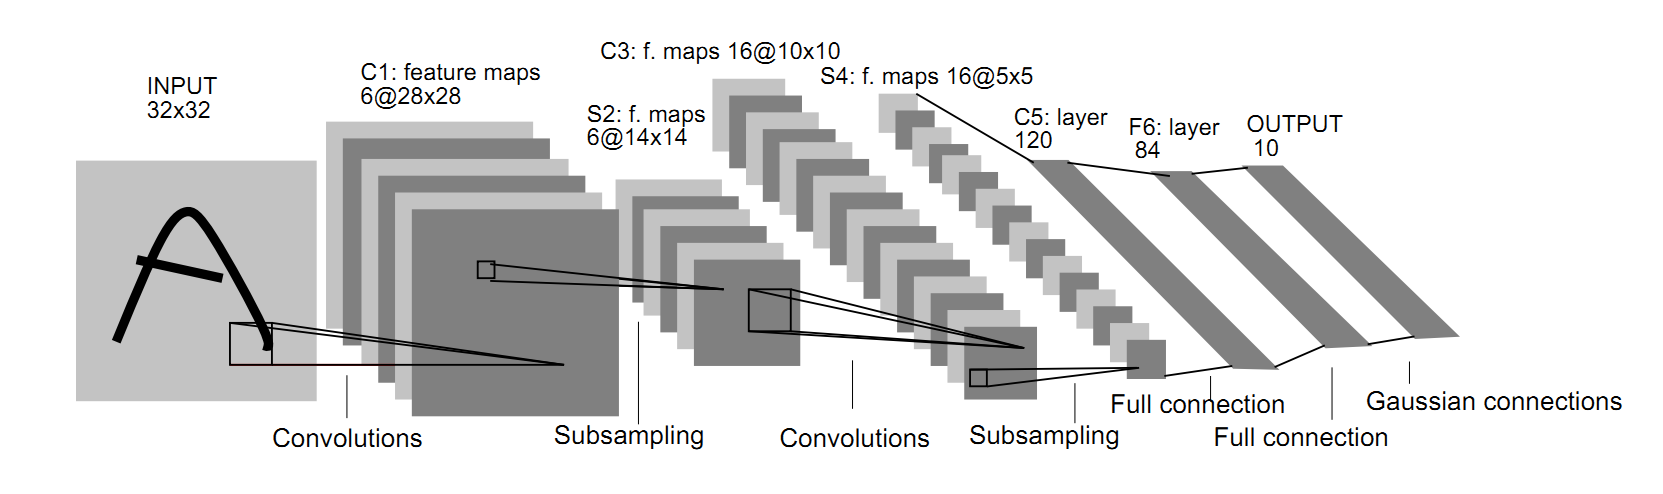 INPUT
32x32
C1: feature maps
6@28x28
S2: f. maps
6@14x14
C3: f. maps 16@10x10
S4: f. maps 16@5x5
C5: layer
120
F6: layer
84
OUTPUT
10
Convolutions
Subsampling
Convolutions
Subsampling
Full connection
Full connection
Gaussian connections